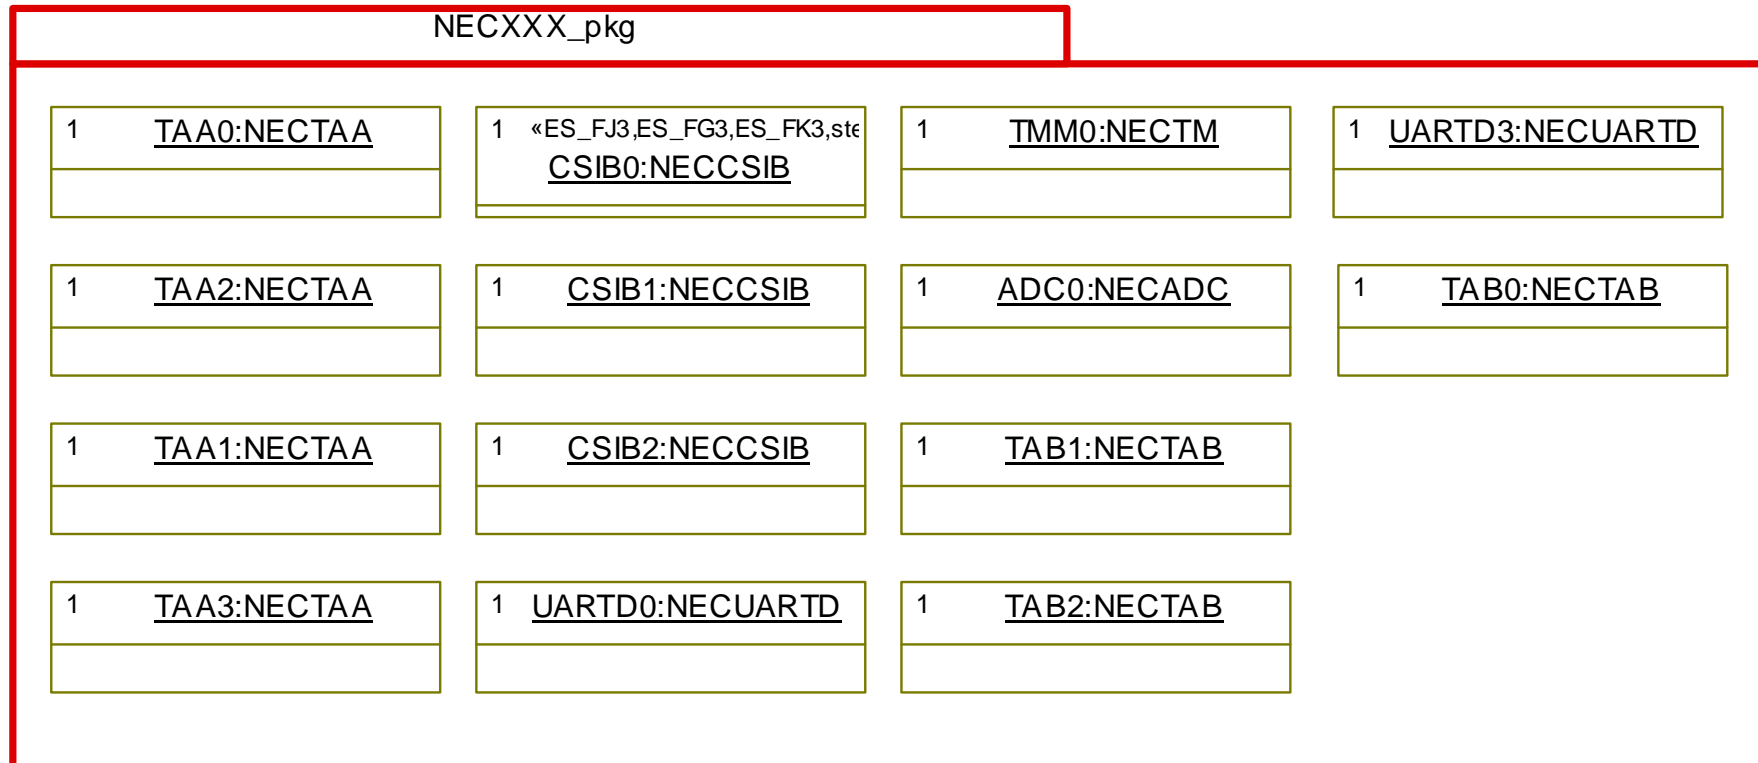 NECXXX_pkg
1 TAA0:NECTAA
1 «ES_FJ3,ES_FG3,ES_FK3,ste
CSIB0:NECCSIB
1 TMM0:NECTM
1 UARTD3:NECUARTD
1 TAA2:NECTAA
1 CSIB1:NECCSIB
1 ADC0:NECADC
1 TAB0:NECTAB
1 TAA1:NECTAA
1 CSIB2:NECCSIB
1 TAB1:NECTAB
1 TAA3:NECTAA
1 UARTD0:NECUARTD
1 TAB2:NECTAB